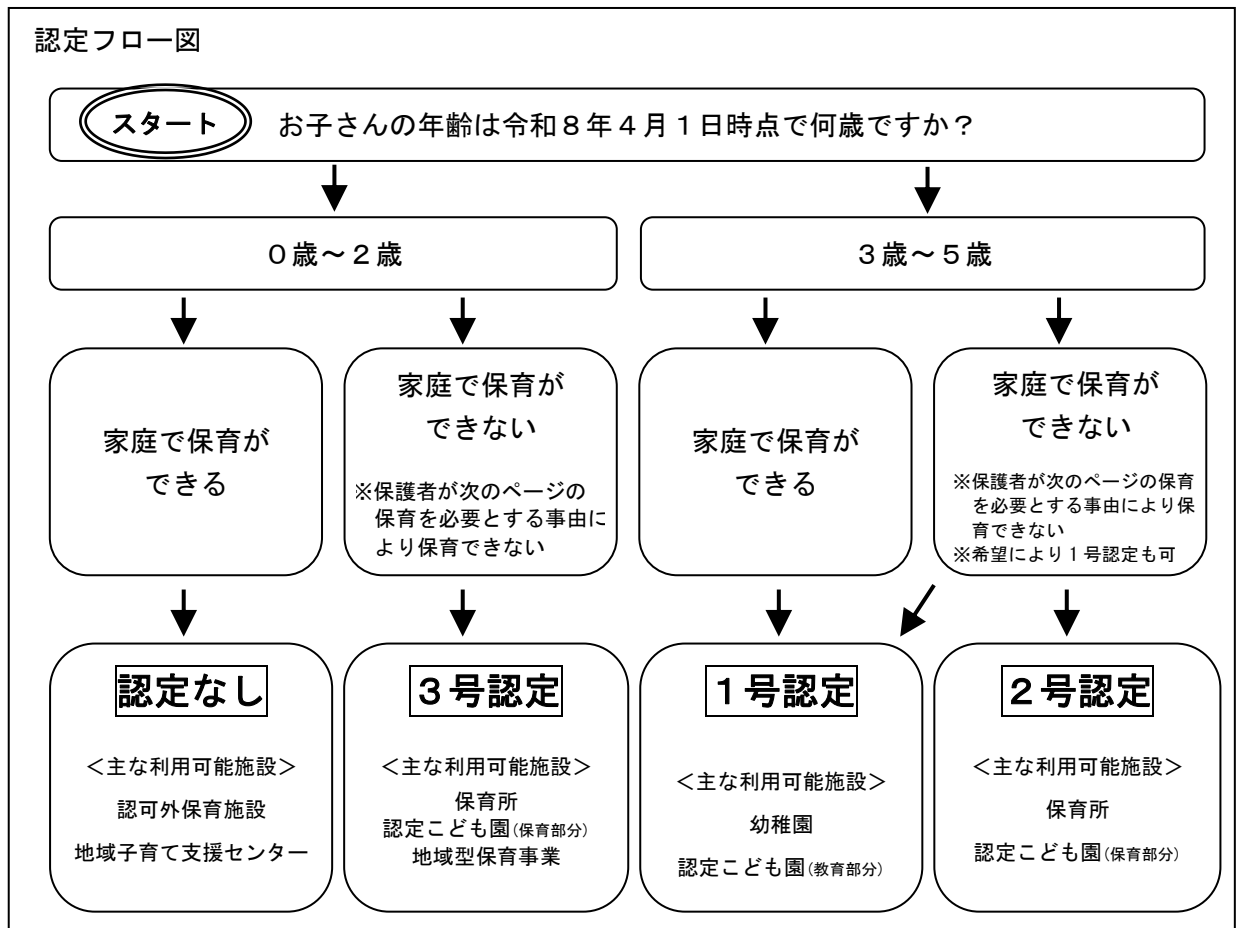 認定フロー図
スタート
お子さんの年齢は令和８年４月１日時点で何歳ですか？
０歳～２歳
３歳～５歳
家庭で保育が
できる
家庭で保育が
できない
※保護者が次のページの
保育を必要とする事由に
より保育できない
家庭で保育が
できる
家庭で保育が
できない
※保護者が次のページの保育
を必要とする事由により保
育できない
※希望により１号認定も可
認定なし
＜主な利用可能施設＞
認可外保育施設
地域子育て支援センター
３号認定
＜主な利用可能施設＞
保育所
認定こども園(保育部分)
地域型保育事業
１号認定
＜主な利用可能施設＞
幼稚園
認定こども園(教育部分)
２号認定
＜主な利用可能施設＞
保育所
認定こども園(保育部分)